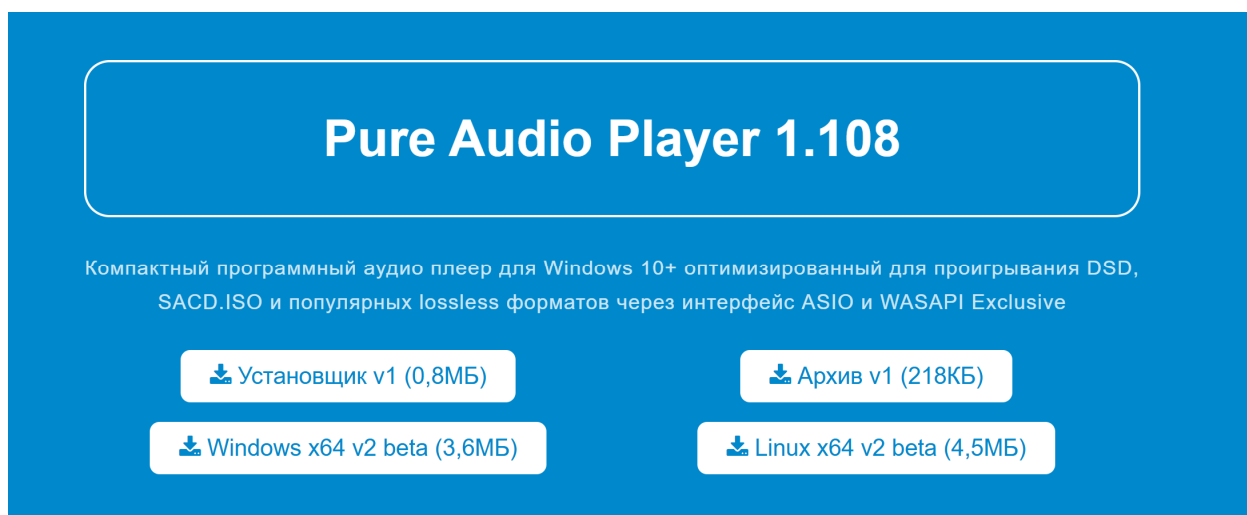 Pure Audio Player 1.108
Компактный программный аудио плеер для Windows 10+ оптимизированный для проигрывания DSD,
SACD.ISO и популярных lossless форматов через интерфейс ASIO и WASAPI Exclusive
Установщик v1 (0,8МБ)
Архив v1 (218КБ)
Windows x64 v2 beta (3,6МБ)
Linux x64 v2 beta (4,5МБ)